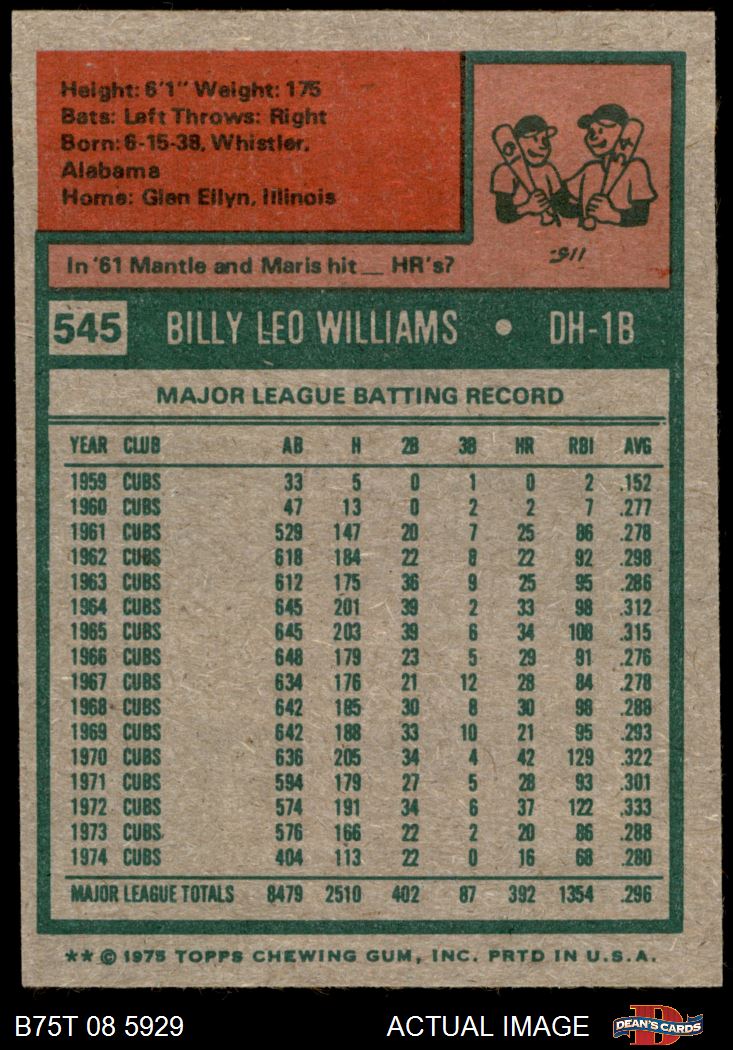 Height: 6'1" Weight: 175
Bats: Left Throws: Right
Born: 6-15-38, Whistler,
Alabama
Home: Glen Ellyn, Illinois
In '61 Mantle and Maris hit __ HR's?
·911
545 BILLY LEO WILLIAMS • DH-1B
MAJOR LEAGUE BATTING RECORD
YEAR CLUB AB H 2B 3B HR RBI AVG
1959 CUBS 33 5 0 1 0 2 .152
1960 CUBS 47 13 0 2 2 7 .277
1961 CUBS 529 147 20 7 25 86 .278
1962 CUBS 618 184 22 8 22 92 .298
1963 CUBS 612 175 36 9 25 95 .286
1964 CUBS 645 201 39 2 33 98 .312
1965 CUBS 645 203 39 6 34 108 .315
1966 CUBS 648 179 23 5 29 91 .276
1967 CUBS 634 176 21 12 28 84 .278
1968 CUBS 642 185 30 8 30 98 .288
1969 CUBS 642 188 33 10 21 95 .293
1970 CUBS 636 205 34 4 42 129 .322
1971 CUBS 594 179 27 5 28 93 .301
1972 CUBS 574 191 34 6 37 122 .333
1973 CUBS 576 166 22 2 20 86 .288
1974 CUBS 404 113 22 0 16 68 .280
MAJOR LEAGUE TOTALS 8479 2510 402 87 392 1354 .296
** © 1975 TOPPS CHEWING GUM, INC. PRTD IN U.S.A.
B75T 08 5929 ACTUAL IMAGE DEAN'S CARDS